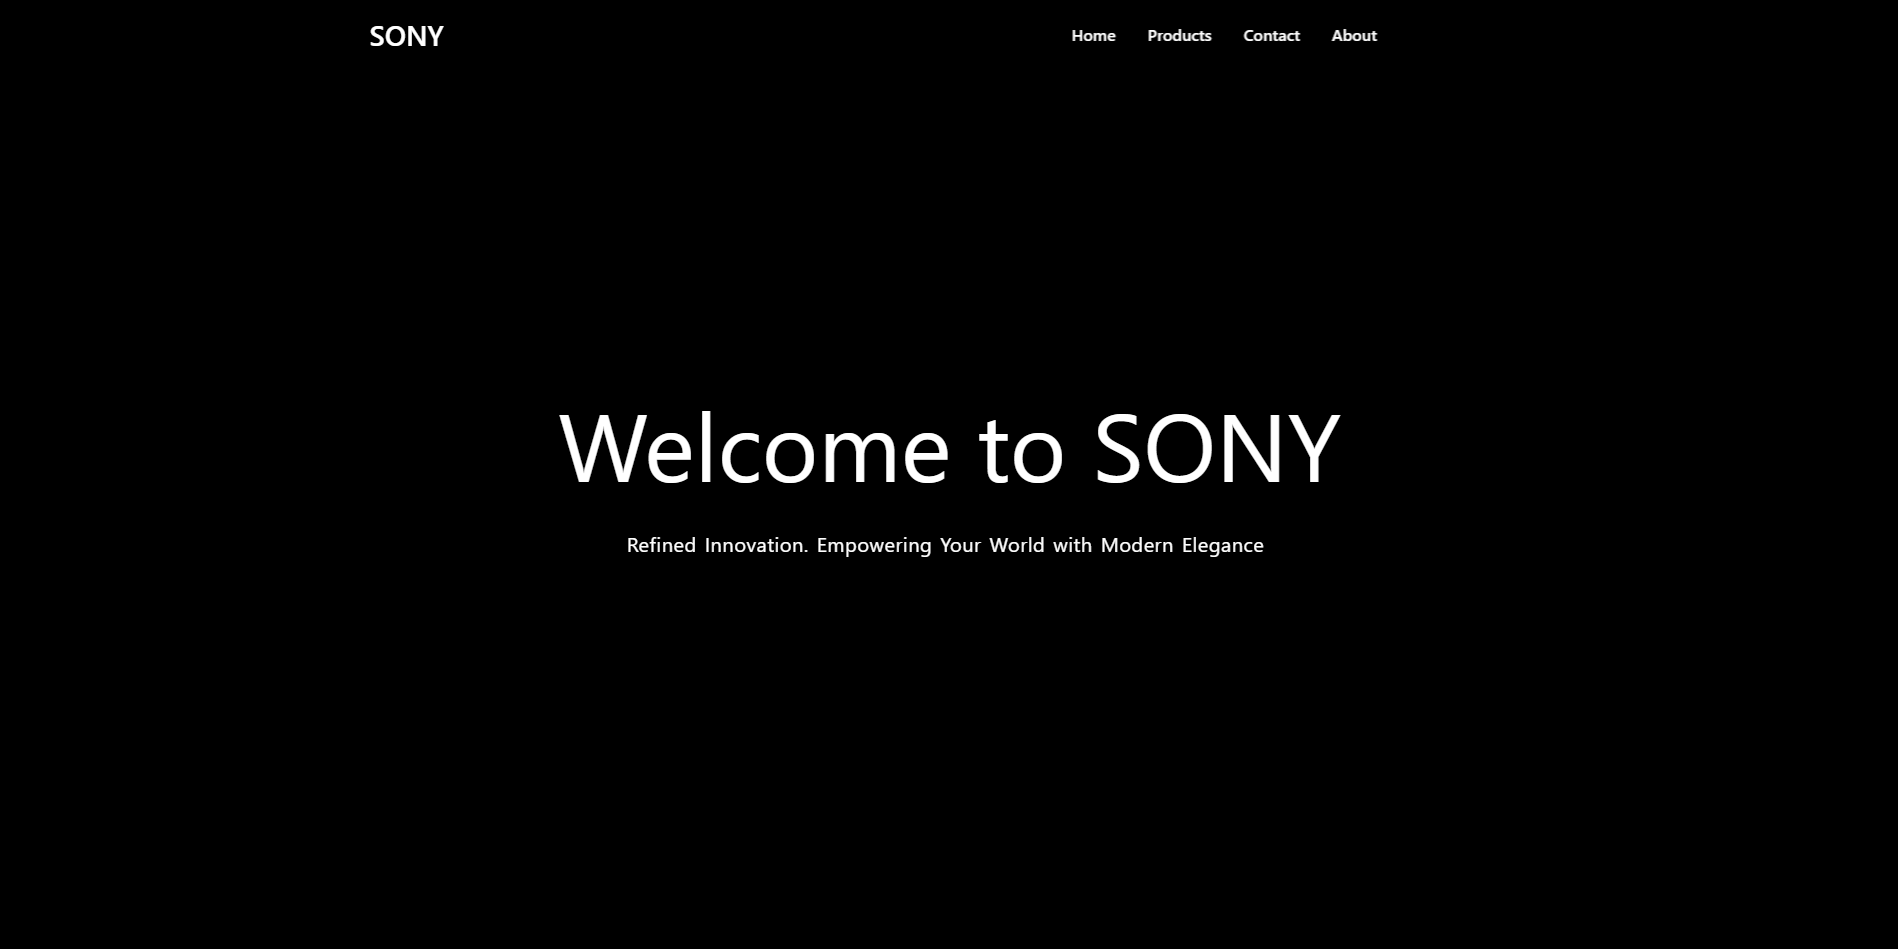 SONY
Home Products Contact About
Welcome to SONY
Refined Innovation. Empowering Your World with Modern Elegance